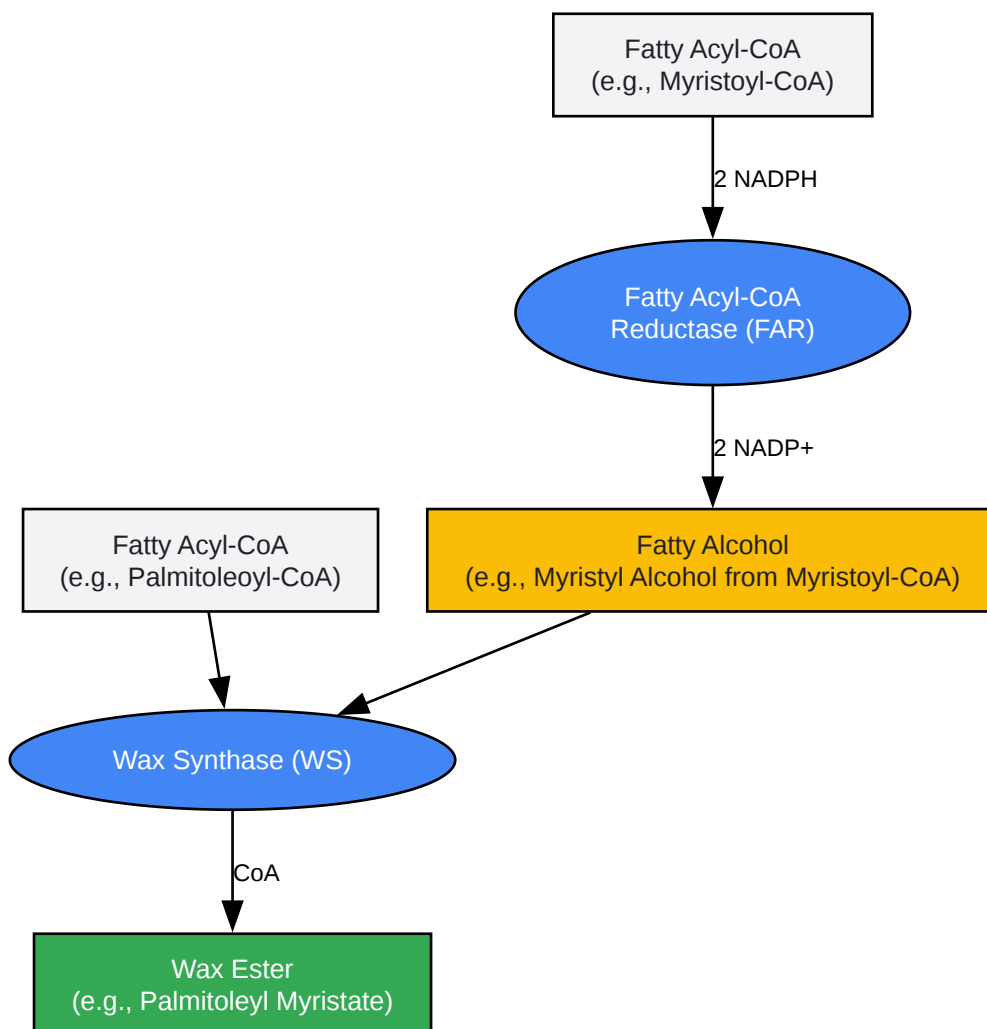 Fatty Acyl-CoA
(e.g., Myristoyl-CoA)
2 NADPH
Fatty Acyl-CoA
Reductase (FAR)
2 NADP+
Fatty Acyl-CoA
(e.g., Palmitoleoyl-CoA)
Fatty Alcohol
(e.g., Myristyl Alcohol from Myristoyl-CoA)
Wax Synthase (WS)
CoA
Wax Ester
(e.g., Palmitoleyl Myristate)